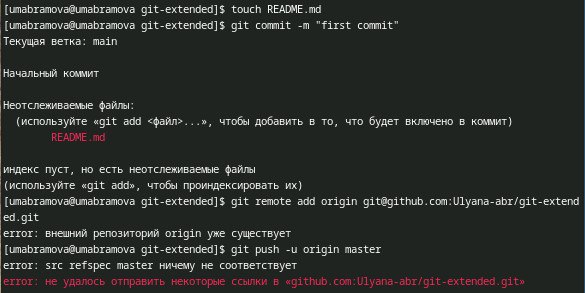 [umabramova@umabramova git-extended]$ touch README.md
[umabramova@umabramova git-extended]$ git commit -m "first commit"
Текущая ветка: main
Начальный коммит
Неотслеживаемые файлы:
(используйте «git add <файл>...», чтобы добавить в то, что будет включено в коммит)
README.md
индекс пуст, но есть неотслеживаемые файлы
(используйте «git add», чтобы проиндексировать их)
[umabramova@umabramova git-extended]$ git remote add origin git@github.com:Ulyana-abr/git-extend
ed.git
error: внешний репозиторий origin уже существует
[umabramova@umabramova git-extended]$ git push -u origin master
error: src refspec master ничему не соответствует
error: не удалось отправить некоторые ссылки в «github.com:Ulyana-abr/git-extended.git»